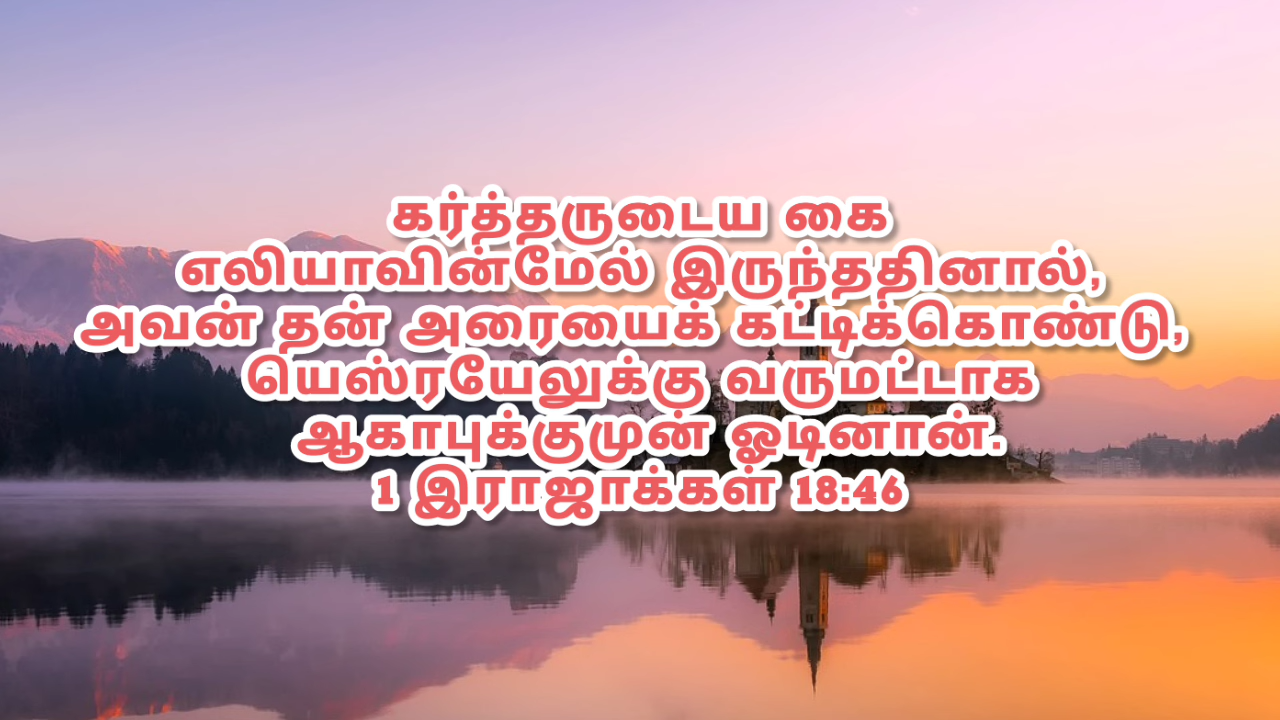 கர்த்தருடைய கை
எலியாவின்மேல் இருந்ததினால்,
அவன் தன் அரையைக் கட்டிக்கொண்டு,
யெஸ்ரயேலுக்கு வருமட்டாக
ஆகாபுக்குமுன் ஓடினான்.
1 இராஜாக்கள் 18:46